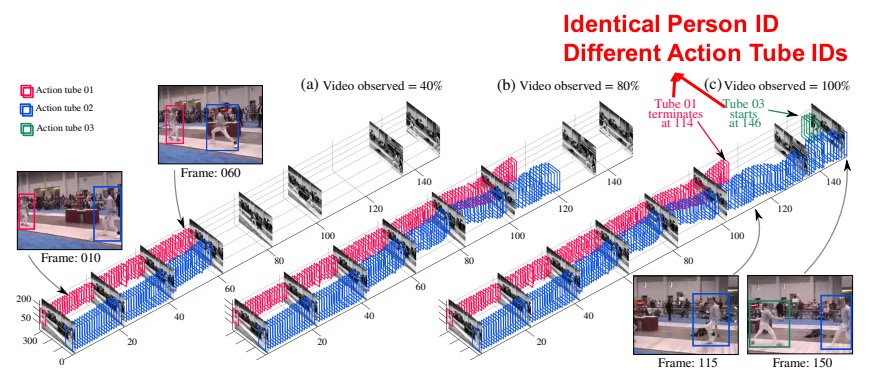 Identical Person ID
Different Action Tube IDs
(a) Video observed = 40%
(b) Video observed = 80%
(c) Video observed = 100%
Action tube 01
Action tube 02
Action tube 03
Tube 01
terminates
at 114
Tube 03
starts
at 146
Frame: 060
Frame: 010
200
50
300
0
20
40
60
80
100
120
140
20
40
60
80
100
120
140
20
40
60
80
100
120
140
Frame: 115
Frame: 150